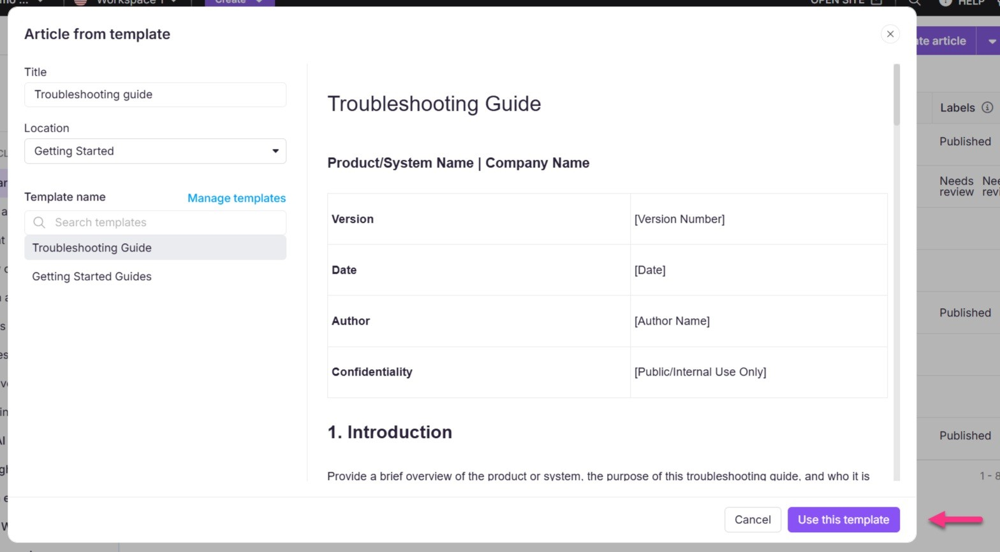 Workspace 1
Create
OPEN SITE
HELP
Article from template
article
Title
Troubleshooting guide
Location
Getting Started
Template name
Manage templates
Search templates
Troubleshooting Guide
Getting Started Guides
Troubleshooting Guide
Product/System Name | Company Name
Version
[Version Number]
Date
[Date]
Author
[Author Name]
Confidentiality
[Public/Internal Use Only]
1. Introduction
Provide a brief overview of the product or system, the purpose of this troubleshooting guide, and who it is
Cancel
Use this template
Labels
Published
Needs
review
Published
Published
1 - 8